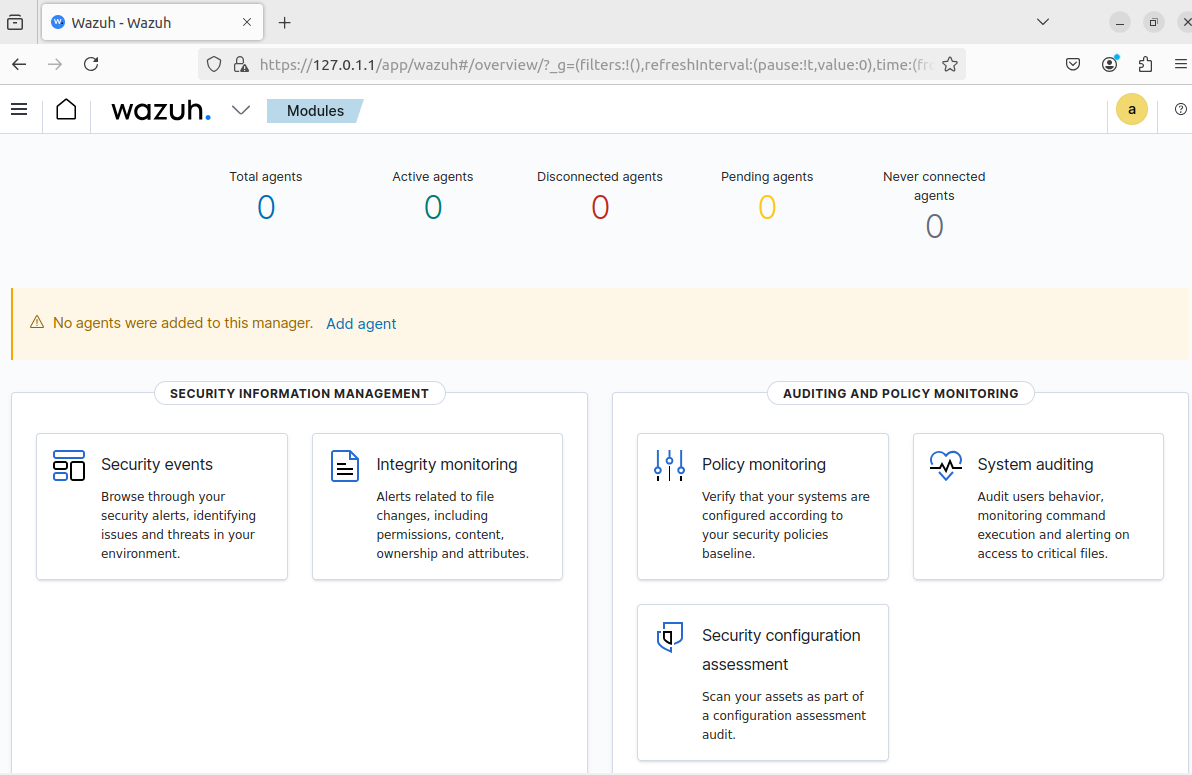 Wazuh - Wazuh
https://127.0.1.1/app/wazuh#/overview/?_g=(filters:!(),refreshInterval:(pause:!t,value:0),time:(fro
wazuh. Modules a
Total agents
0
Active agents
0
Disconnected agents
0
Pending agents
0
Never connected
agents
0
No agents were added to this manager. Add agent
SECURITY INFORMATION MANAGEMENT
Security events
Browse through your
security alerts, identifying
issues and threats in your
environment.
Integrity monitoring
Alerts related to file
changes, including
permissions, content,
ownership and attributes.
AUDITING AND POLICY MONITORING
Policy monitoring
Verify that your systems are
configured according to
your security policies
baseline.
System auditing
Audit users behavior,
monitoring command
execution and alerting on
access to critical files.
Security configuration
assessment
Scan your assets as part of
a configuration assessment
audit.